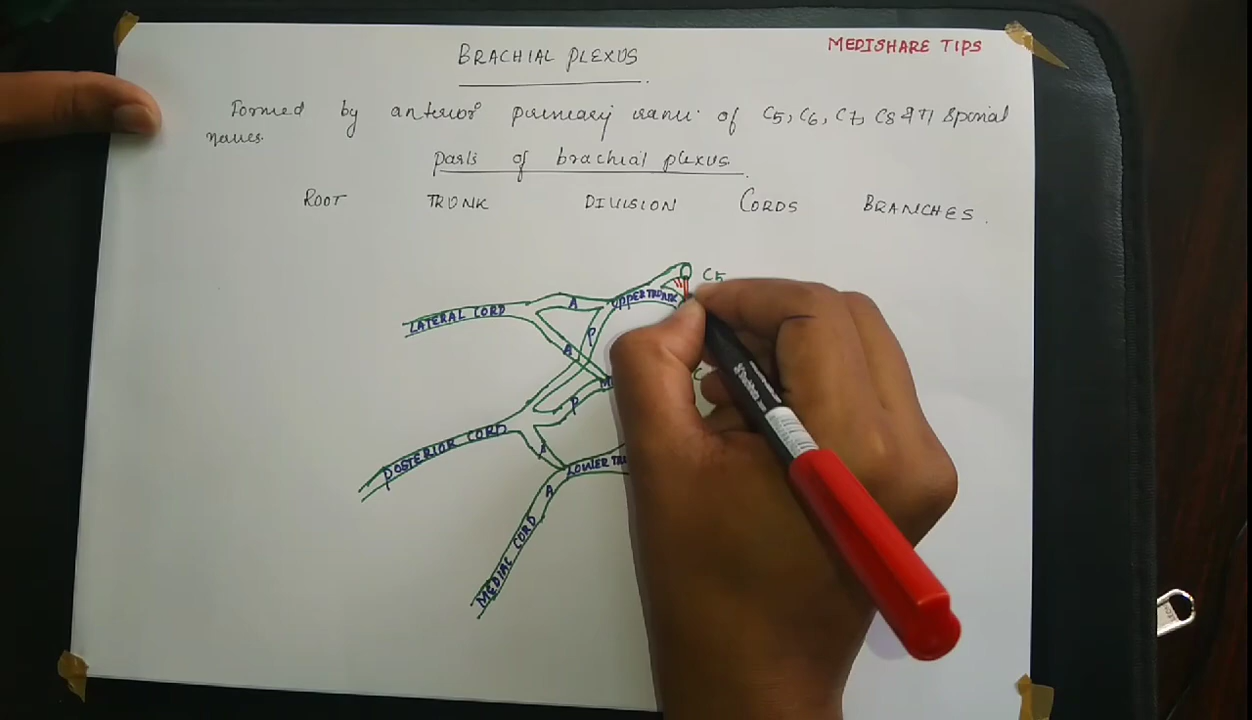 BRACHIAL PLEXUS
MEDISHARE TIPS
Formed by anterior primary rami of C5, C6, C7, C8 & T1 Spinal
nerves.
parts of brachial plexus
ROOT TRUNK DIVISION CORDS BRANCHES.
C5
UPPER TRUNK
A
LATERAL CORD
P
A
M
C
P
POSTERIOR CORD
A
LOWER TR
A
MEDIAL CORD